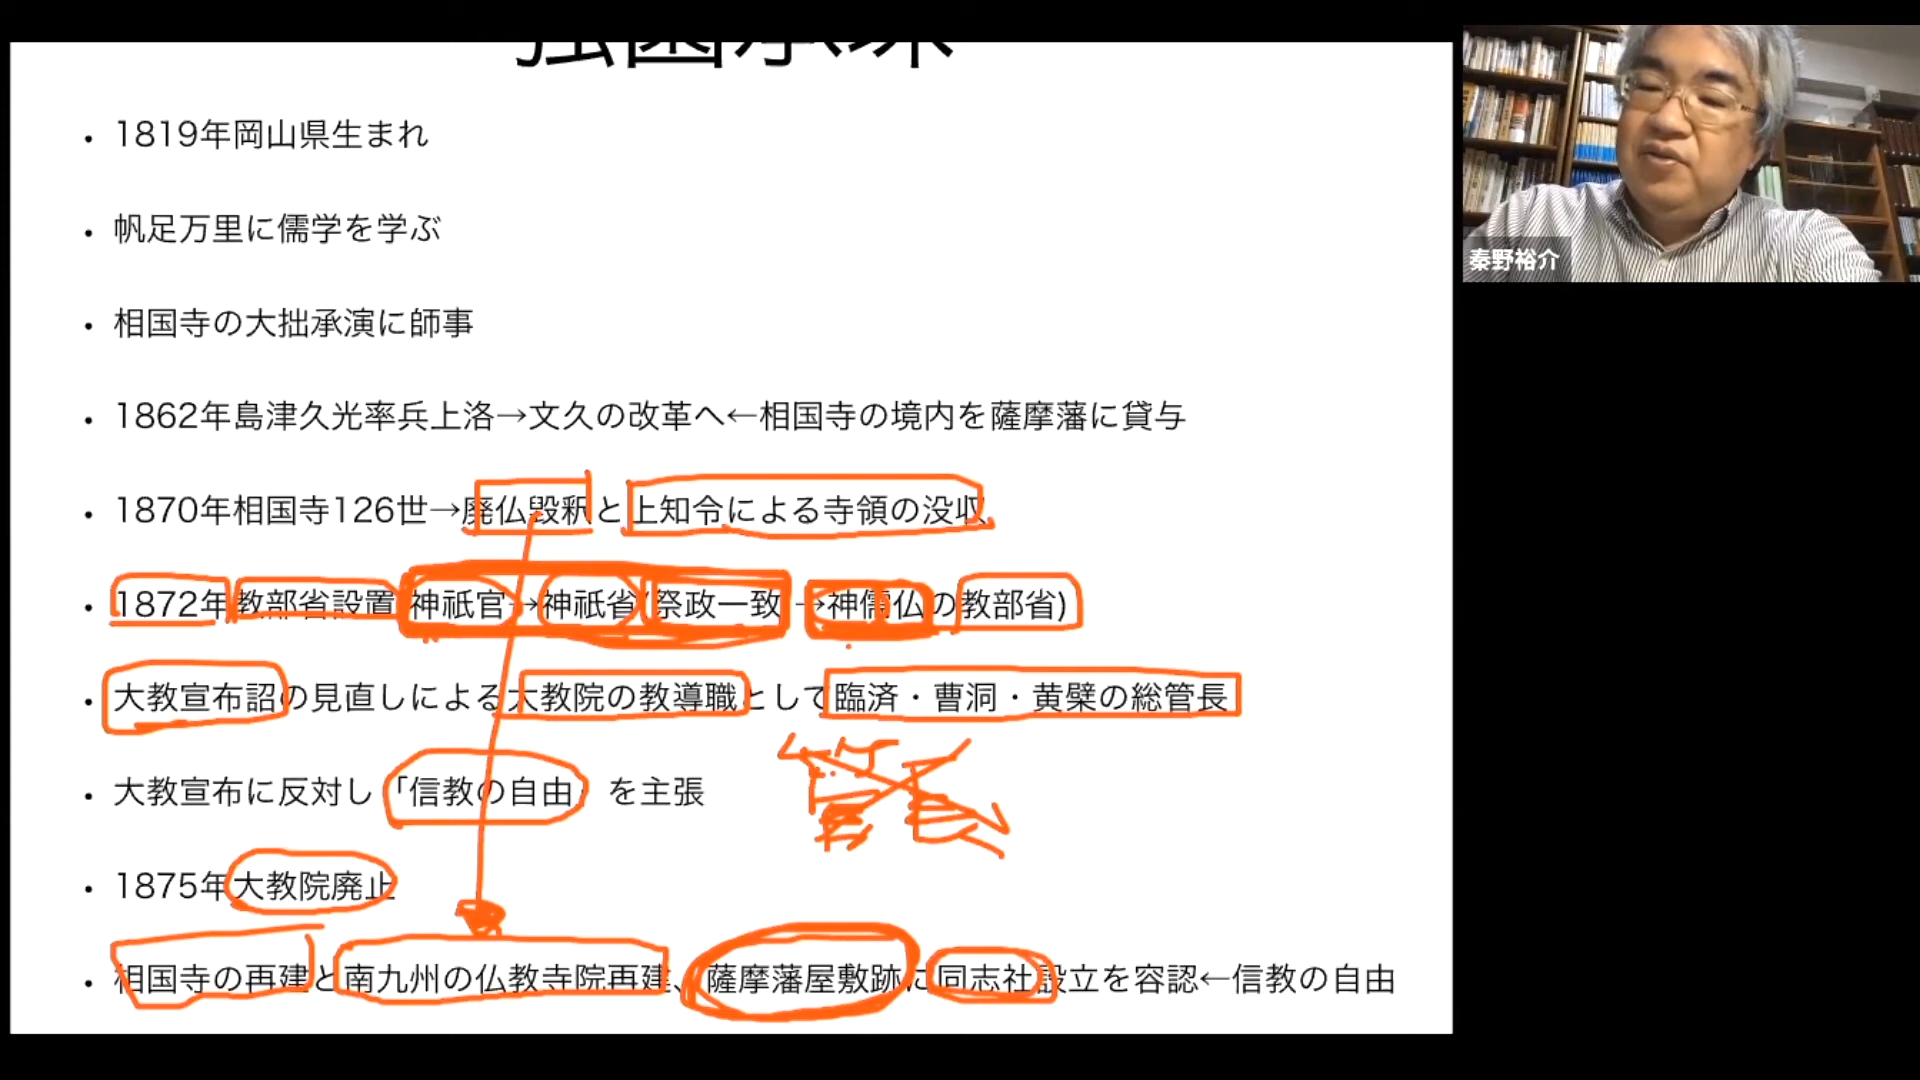 ・1819年岡山県生まれ
・帆足万里に儒学を学ぶ
・相国寺の大拙承演に師事
・1862年島津久光率兵上洛→文久の改革へ←相国寺の境内を薩摩藩に貸与
・1870年相国寺126世→廃仏毀釈と上知令による寺領の没収
・1872年教部省設置(神祇官→神祇省(祭政一致)→神儒仏の教部省)
・大教宣布詔の見直しによる大教院の教導職として臨済・曹洞・黄檗の総管長
・大教宣布に反対し「信教の自由」を主張
・1875年大教院廃止
・相国寺の再建と南九州の仏教寺院再建、薩摩藩屋敷跡に同志社設立を容認←信教の自由
秦野裕介